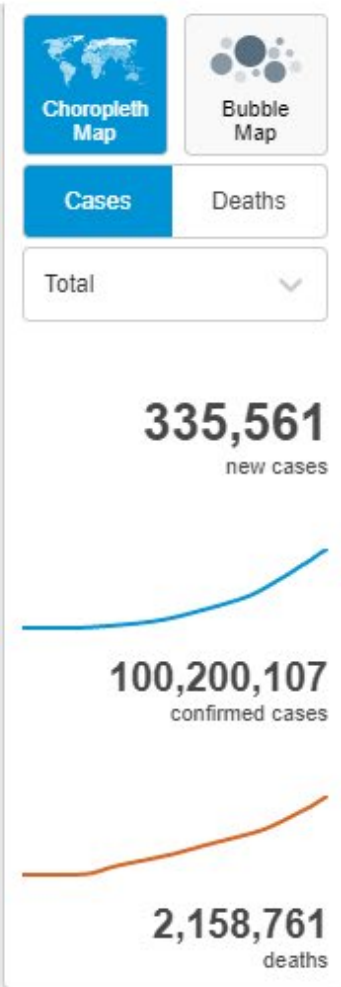 Choropleth
Map
Bubble
Map
Cases
Deaths
Total
335,561
new cases
100,200,107
confirmed cases
2,158,761
deaths